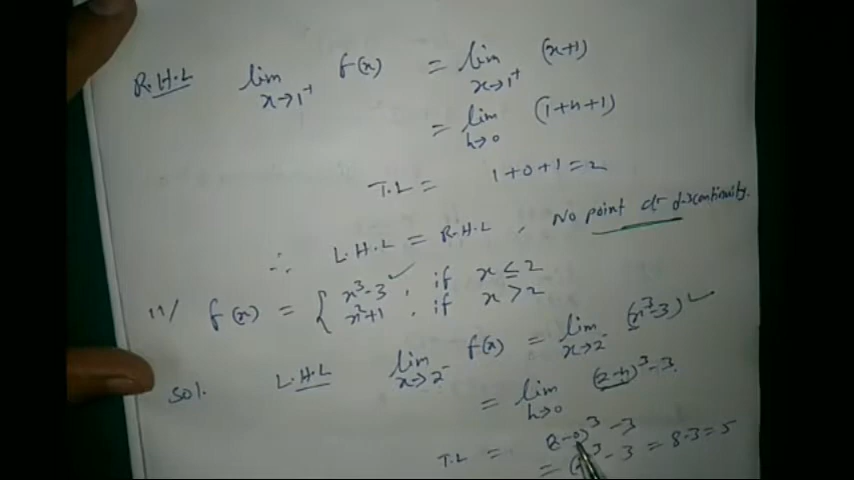 R.H.L lim x→1⁺ f(x) = lim x→1⁺ (x+1)
= lim h→0 (1+h+1)
T.L = 1+0+1=2
∴ L.H.L = R.H.L, No point of discontinuity.
11/ f(x) = { x³-3 ✓, if x ≤ 2
x²+1, if x > 2
Sol. L.H.L lim x→2⁻ f(x) = lim x→2⁻ (x³-3) ✓
= lim h→0 (2-h)³-3.
T.L = (2-0)³-3
= (2)³-3 = 8-3=5